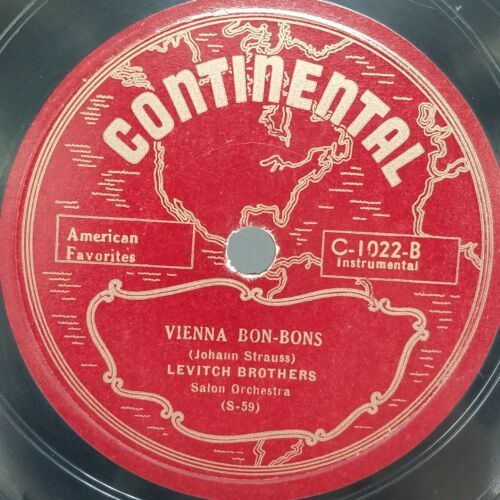 CONTINENTAL
American
Favorites
C-1022-B
Instrumental
VIENNA BON-BONS
(Johann Strauss)
LEVITCH BROTHERS
Salon Orchestra
(S-59)